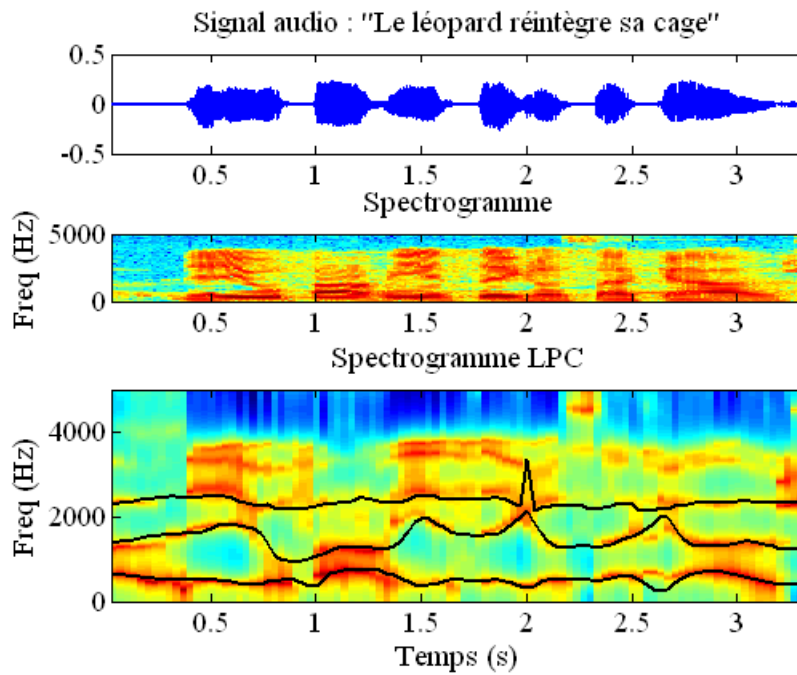 Signal audio : "Le léopard réintègre sa cage"
0.5
0
-0.5
0.5 1 1.5 2 2.5 3
Spectrogramme
Freq (Hz)
5000
0
0.5 1 1.5 2 2.5 3
Spectrogramme LPC
Freq (Hz)
4000
2000
0
0.5 1 1.5 2 2.5 3
Temps (s)